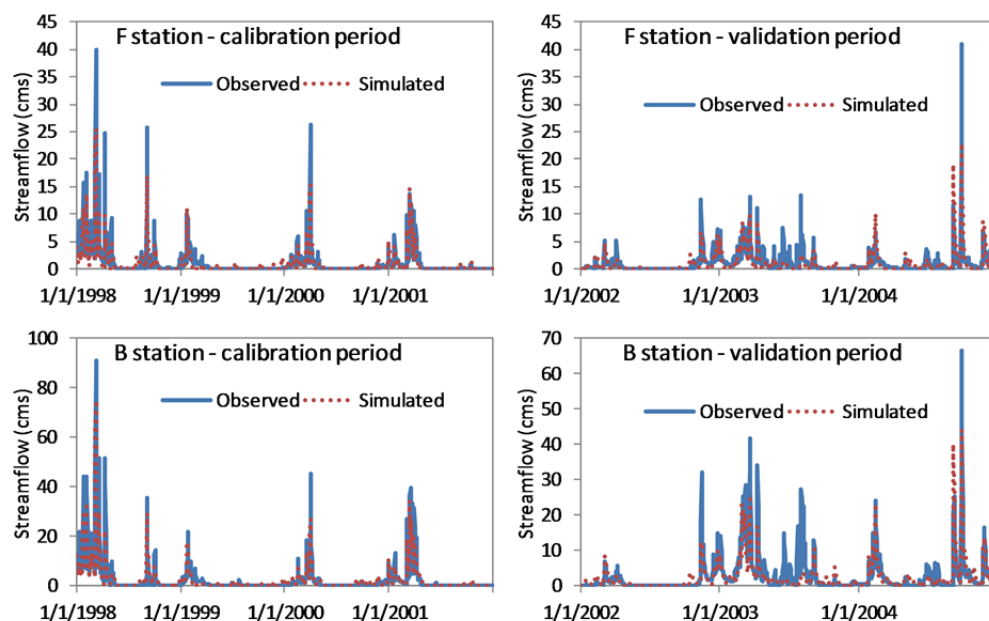 F station - calibration period
Observed Simulated
Streamflow (cms)
45
40
35
30
25
20
15
10
5
0
1/1/1998 1/1/1999 1/1/2000 1/1/2001
F station - validation period
Observed Simulated
Streamflow (cms)
45
40
35
30
25
20
15
10
5
0
1/1/2002 1/1/2003 1/1/2004
B station - calibration period
Observed Simulated
Streamflow (cms)
100
80
60
40
20
0
1/1/1998 1/1/1999 1/1/2000 1/1/2001
B station - validation period
Observed Simulated
Streamflow (cms)
70
60
50
40
30
20
10
0
1/1/2002 1/1/2003 1/1/2004